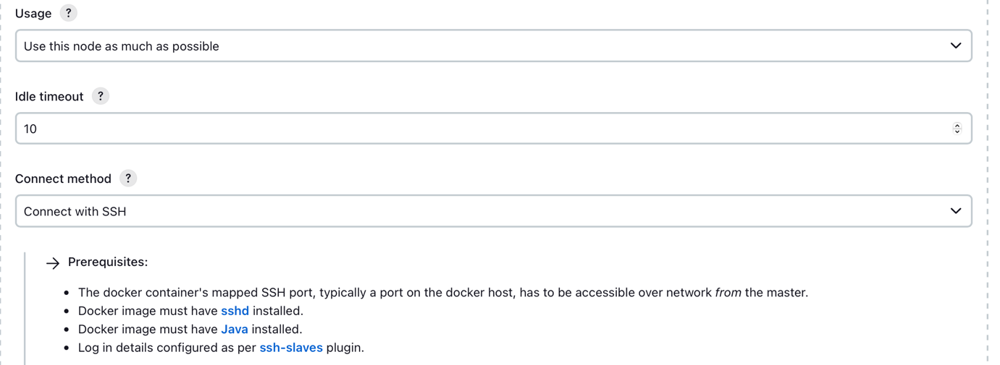 Usage ?
Use this node as much as possible
Idle timeout ?
10
Connect method ?
Connect with SSH
Prerequisites:
The docker container's mapped SSH port, typically a port on the docker host, has to be accessible over network from the master.
Docker image must have sshd installed.
Docker image must have Java installed.
Log in details configured as per ssh-slaves plugin.